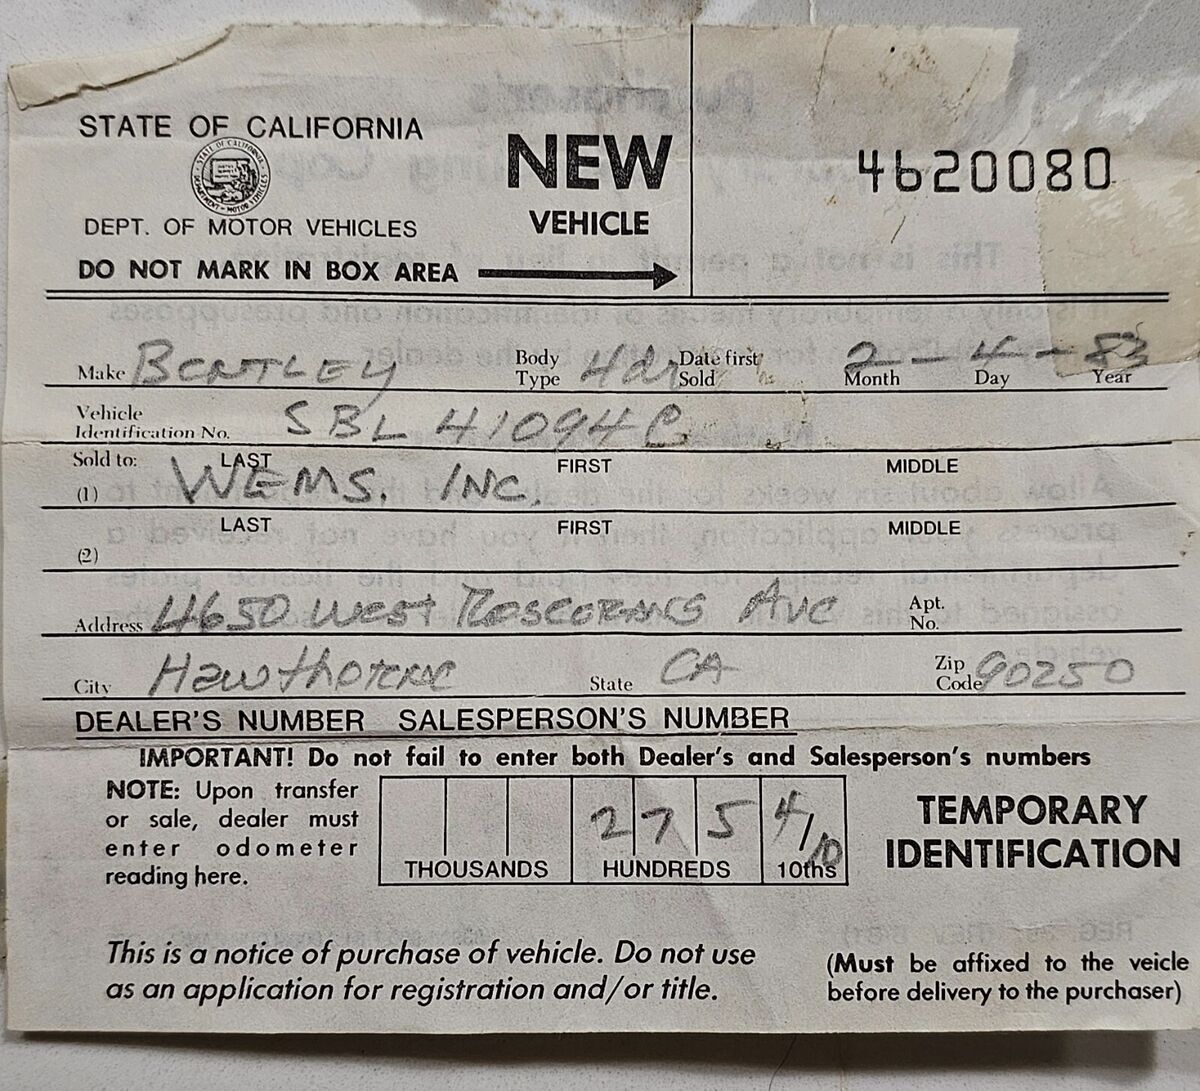 STATE OF CALIFORNIA
NEW
VEHICLE
4620080
DEPT. OF MOTOR VEHICLES
DO NOT MARK IN BOX AREA
Make BENTLEY Body Type 4dr Date first Sold 2 - 4 - 83 Month Day Year
Vehicle Identification No. SBL 41094 C
Sold to: LAST FIRST MIDDLE
(1) WEMS, INC.
LAST FIRST MIDDLE
(2)
Address 4650 West Rosecrans Ave Apt. No.
City Hawthorne State CA Zip Code 90250
DEALER'S NUMBER SALESPERSON'S NUMBER
IMPORTANT! Do not fail to enter both Dealer's and Salesperson's numbers
NOTE: Upon transfer
or sale, dealer must
enter odometer
reading here.
2 7 5 4/10
THOUSANDS HUNDREDS 10ths
TEMPORARY
IDENTIFICATION
This is a notice of purchase of vehicle. Do not use
as an application for registration and/or title.
(Must be affixed to the veicle
before delivery to the purchaser)